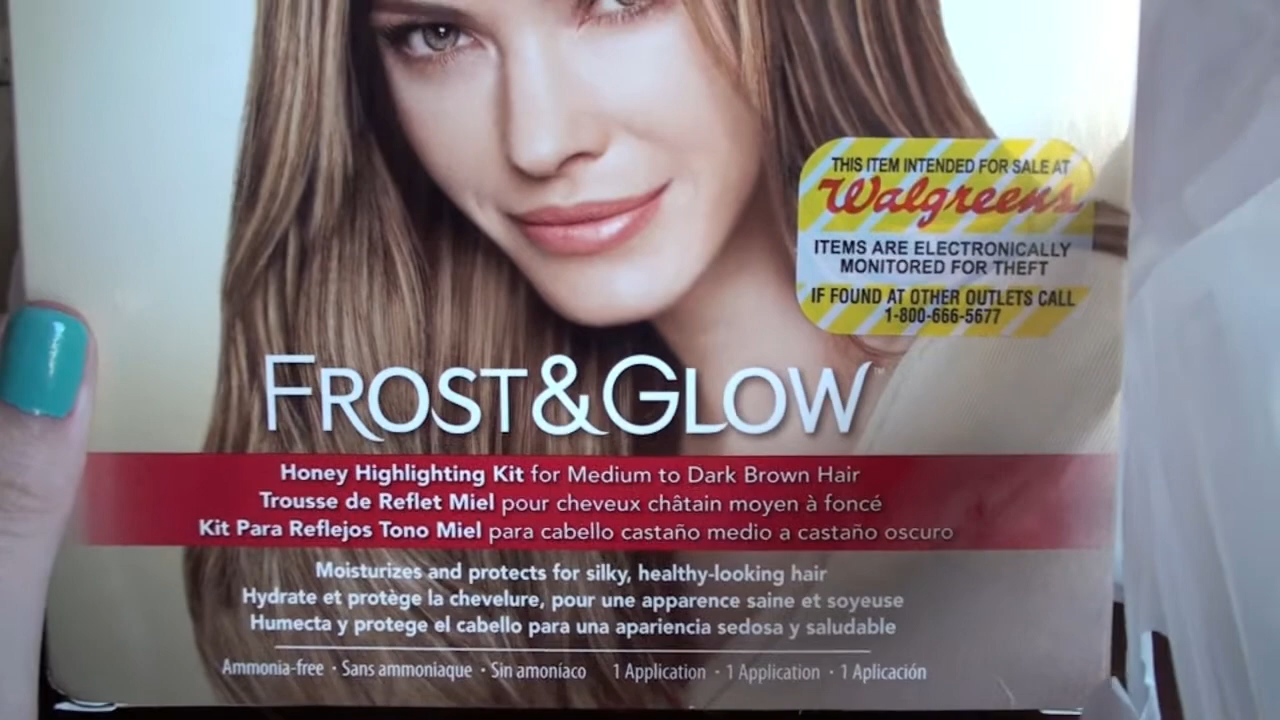 THIS ITEM INTENDED FOR SALE AT
Walgreens
ITEMS ARE ELECTRONICALLY
MONITORED FOR THEFT
IF FOUND AT OTHER OUTLETS CALL
1-800-666-5677
FROST&GLOW™
Honey Highlighting Kit for Medium to Dark Brown Hair
Trousse de Reflet Miel pour cheveux châtain moyen à foncé
Kit Para Reflejos Tono Miel para cabello castaño medio a castaño oscuro
Moisturizes and protects for silky, healthy-looking hair
Hydrate et protège la chevelure, pour une apparence saine et soyeuse
Humecta y protege el cabello para una apariencia sedosa y saludable
Ammonia-free · Sans ammoniaque · Sin amoníaco 1 Application · 1 Application · 1 Aplicación